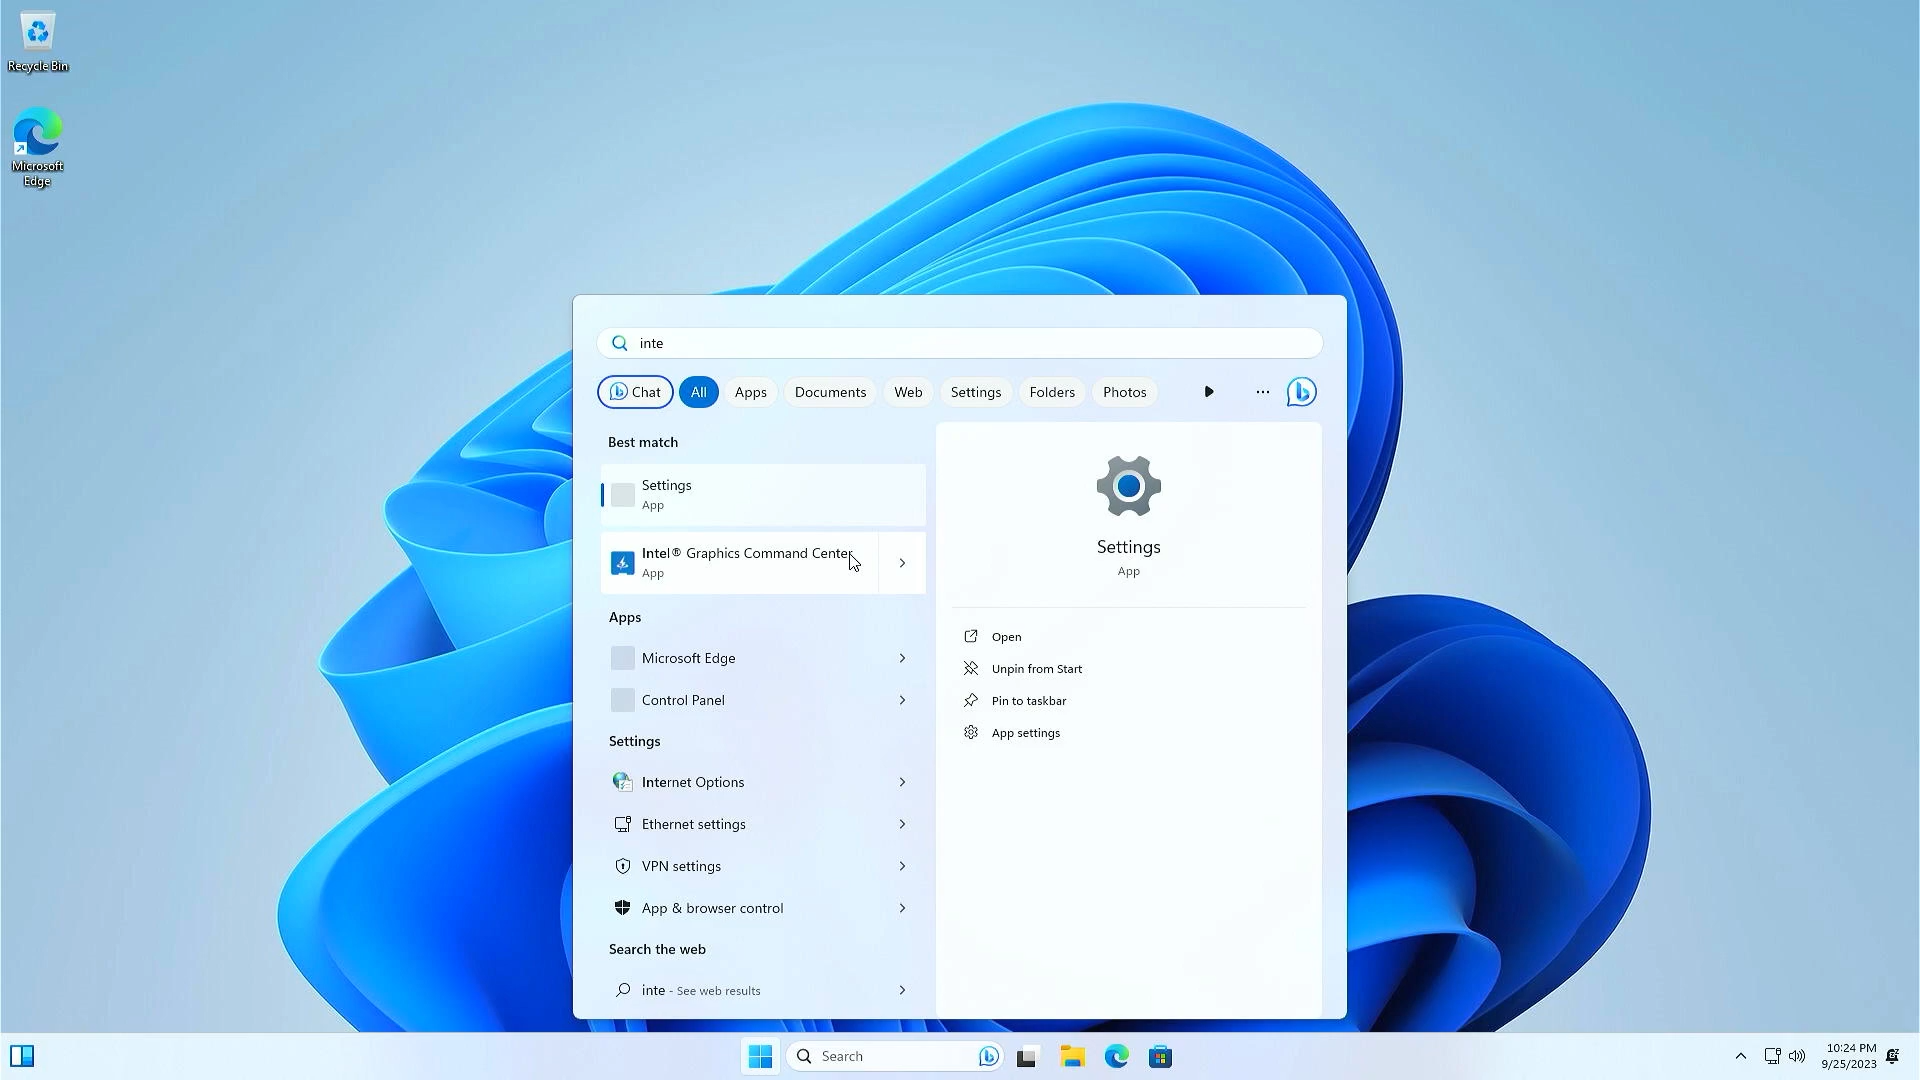 Recycle Bin
Microsoft
Edge
inte
Chat
All
Apps
Documents
Web
Settings
Folders
Photos
Best match
Settings
App
Intel® Graphics Command Center
App
Apps
Microsoft Edge
Control Panel
Settings
Internet Options
Ethernet settings
VPN settings
App & browser control
Search the web
inte - See web results
Settings
App
Open
Unpin from Start
Pin to taskbar
App settings
Search
10:24 PM
9/25/2023